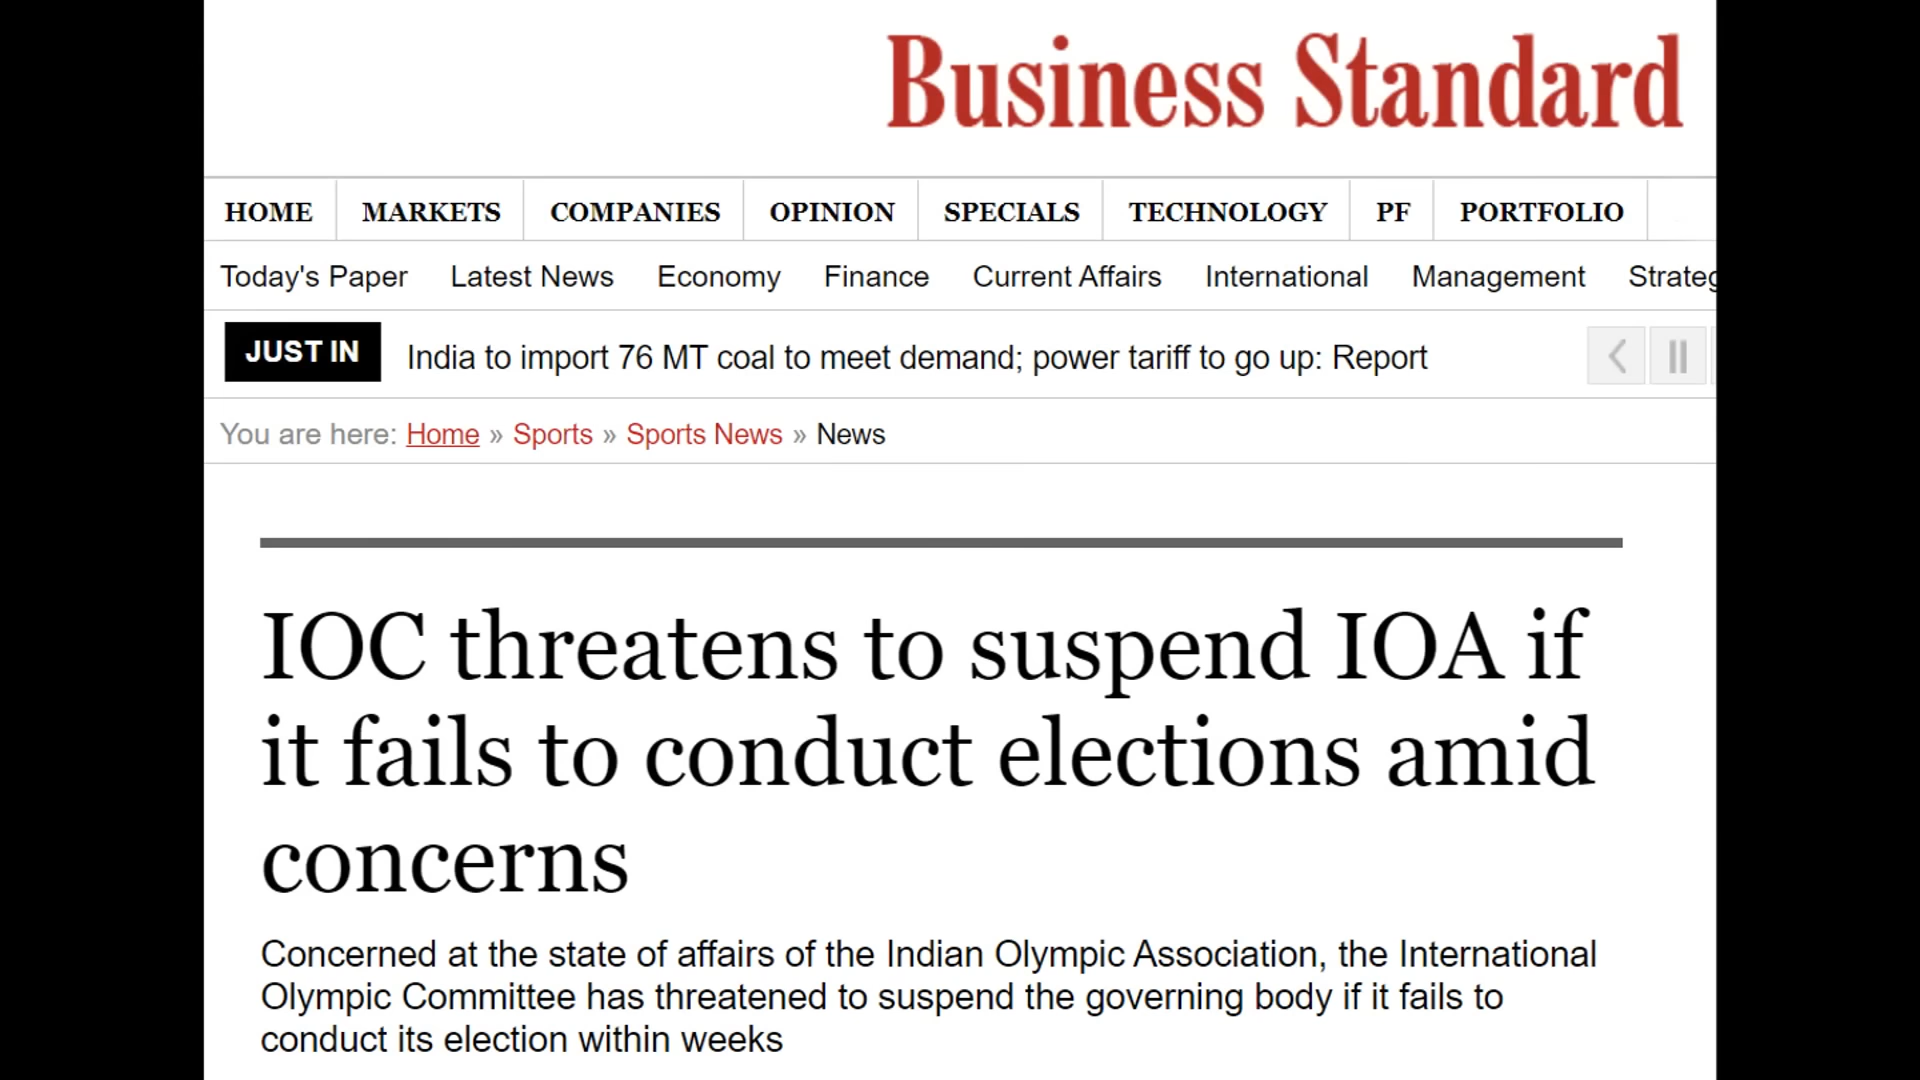 Business Standard
HOME MARKETS COMPANIES OPINION SPECIALS TECHNOLOGY PF PORTFOLIO
Today's Paper Latest News Economy Finance Current Affairs International Management Strateg
JUST IN India to import 76 MT coal to meet demand; power tariff to go up: Report
You are here: Home » Sports » Sports News » News
IOC threatens to suspend IOA if
it fails to conduct elections amid
concerns
Concerned at the state of affairs of the Indian Olympic Association, the International
Olympic Committee has threatened to suspend the governing body if it fails to
conduct its election within weeks